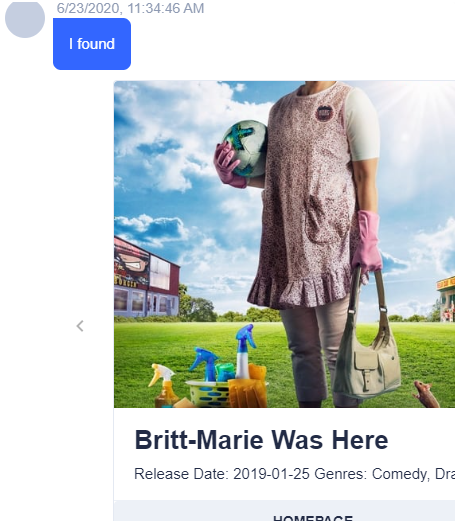 6/23/2020, 11:34:46 AM
I found
Britt-Marie Was Here
Release Date: 2019-01-25 Genres: Comedy, Dra
HOMEPAGE